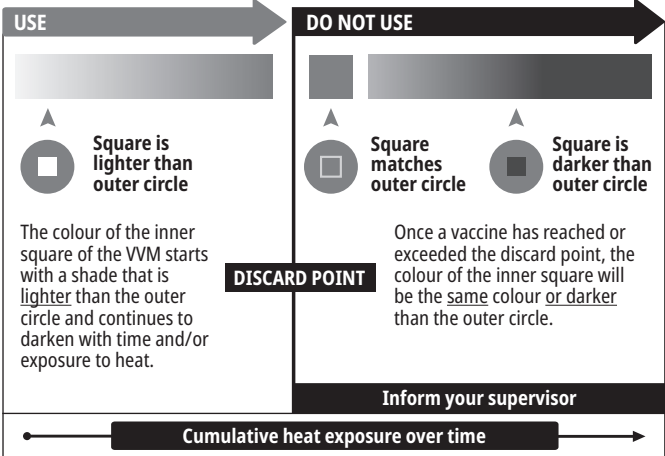 USE
DO NOT USE
Square is
lighter than
outer circle
Square
matches
outer circle
Square is
darker than
outer circle
The colour of the inner
square of the VVM starts
with a shade that is
lighter than the outer
circle and continues to
darken with time and/or
exposure to heat.
DISCARD POINT
Once a vaccine has reached or
exceeded the discard point, the
colour of the inner square will
be the same colour or darker
than the outer circle.
Inform your supervisor
Cumulative heat exposure over time